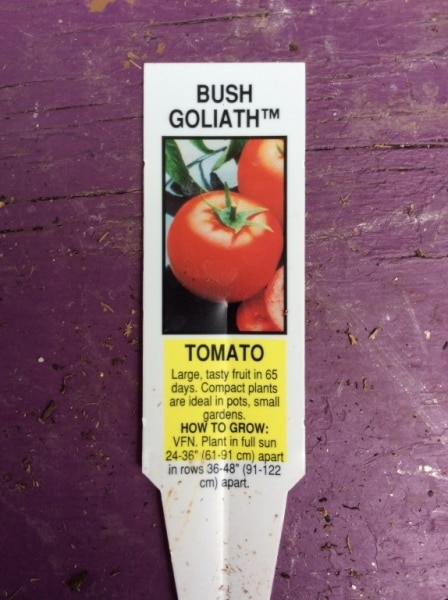 BUSH
GOLIATH™
TOMATO
Large, tasty fruit in 65
days. Compact plants
are ideal in pots, small
gardens.
HOW TO GROW:
VFN. Plant in full sun
24-36" (61-91 cm) apart
in rows 36-48" (91-122
cm) apart.